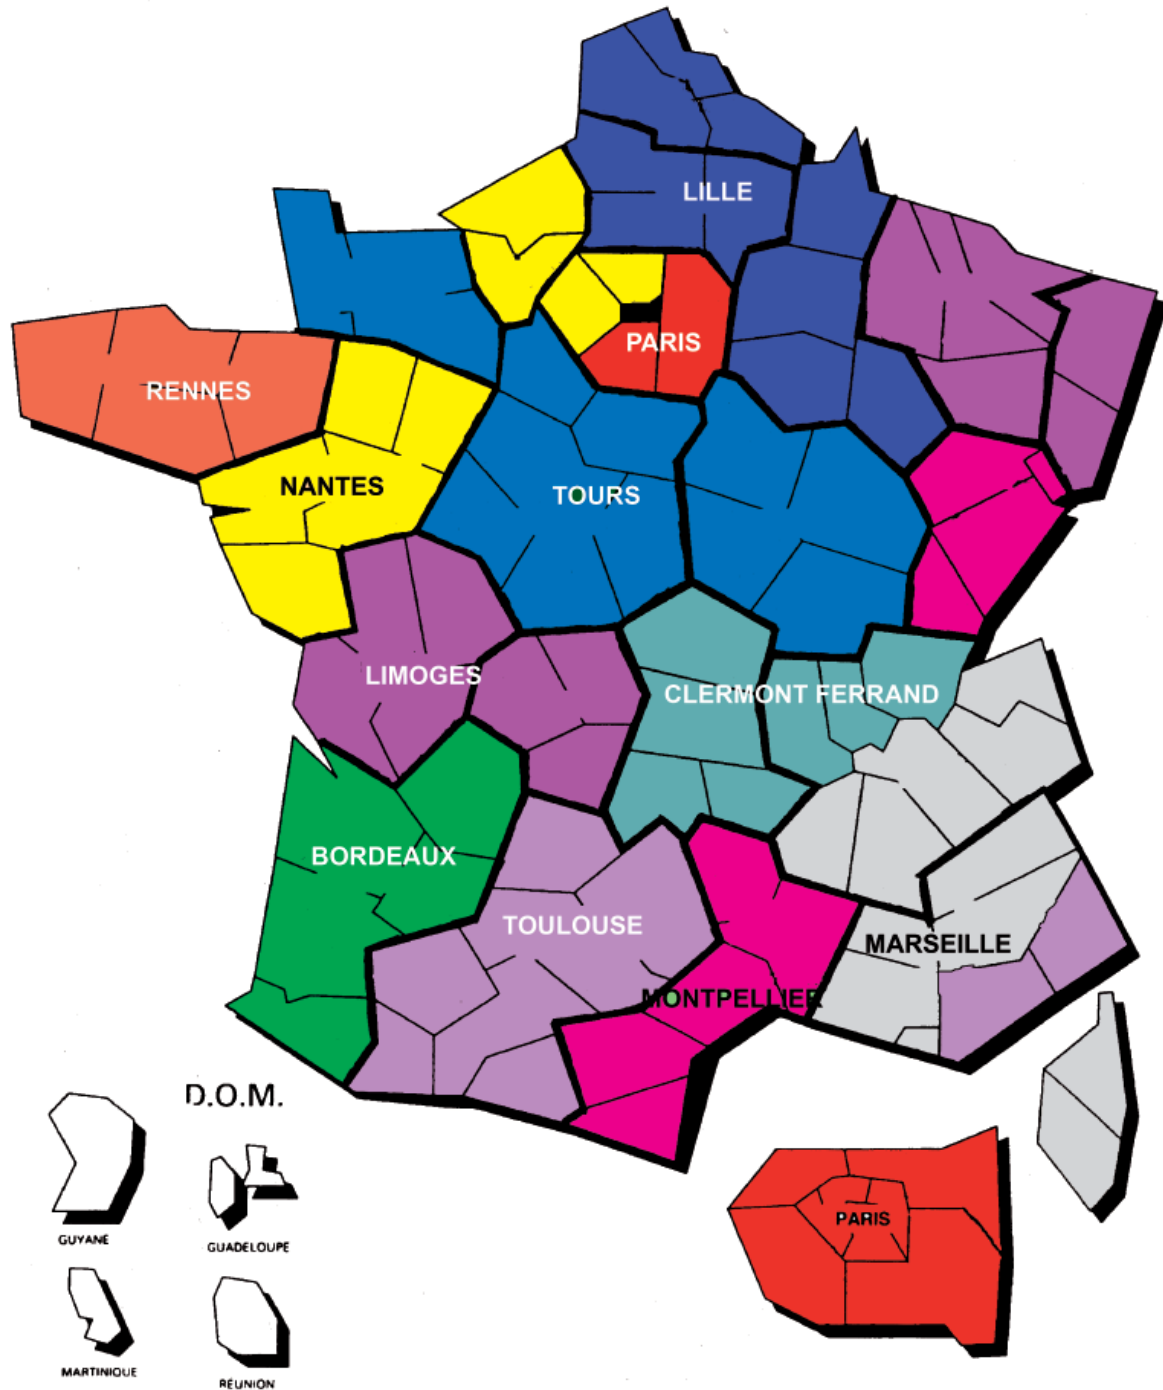 LILLE
PARIS
RENNES
NANTES
TOURS
LIMOGES
CLERMONT FERRAND
BORDEAUX
TOULOUSE
MARSEILLE
MONTPELLIER
D.O.M.
GUYANE
GUADELOUPE
PARIS
MARTINIQUE
RÉUNION